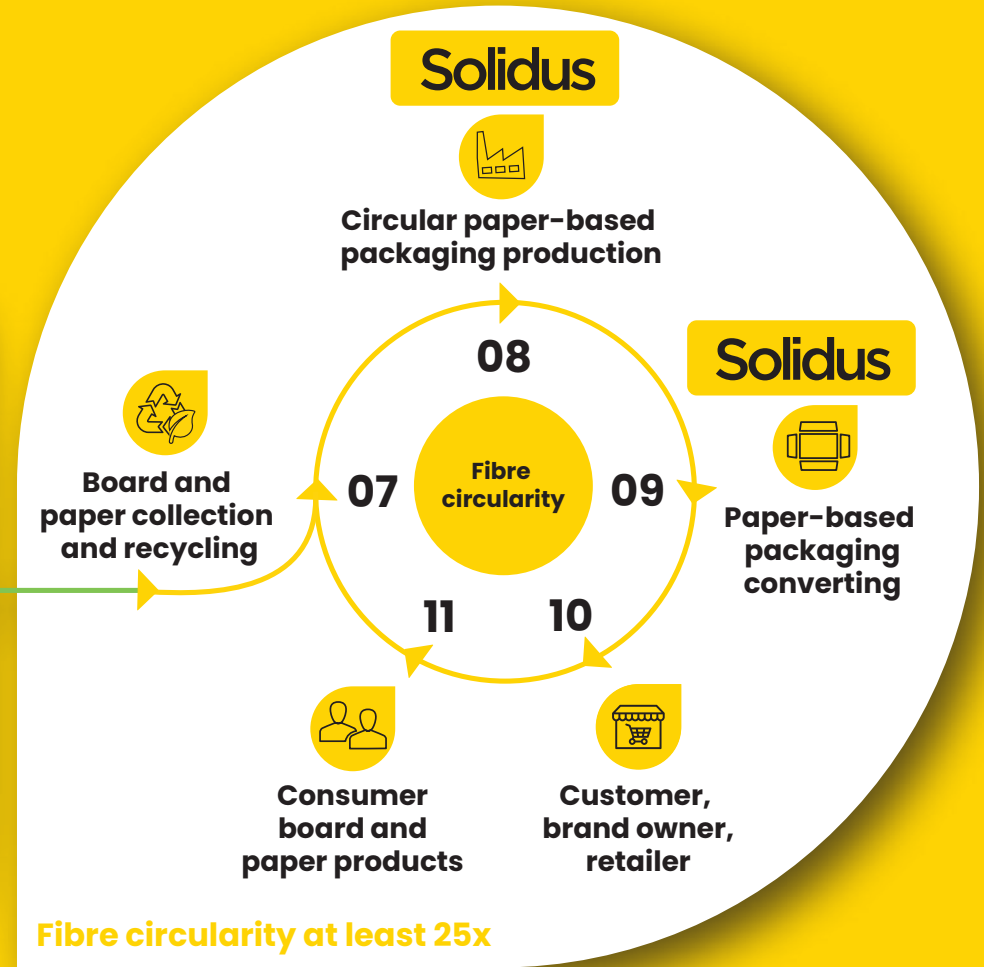 Solidus
Circular paper-based
packaging production
08
Solidus
09
Paper-based
packaging
converting
07
Board and
paper collection
and recycling
Fibre
circularity
11
10
Consumer
board and
paper products
Customer,
brand owner,
retailer
Fibre circularity at least 25x